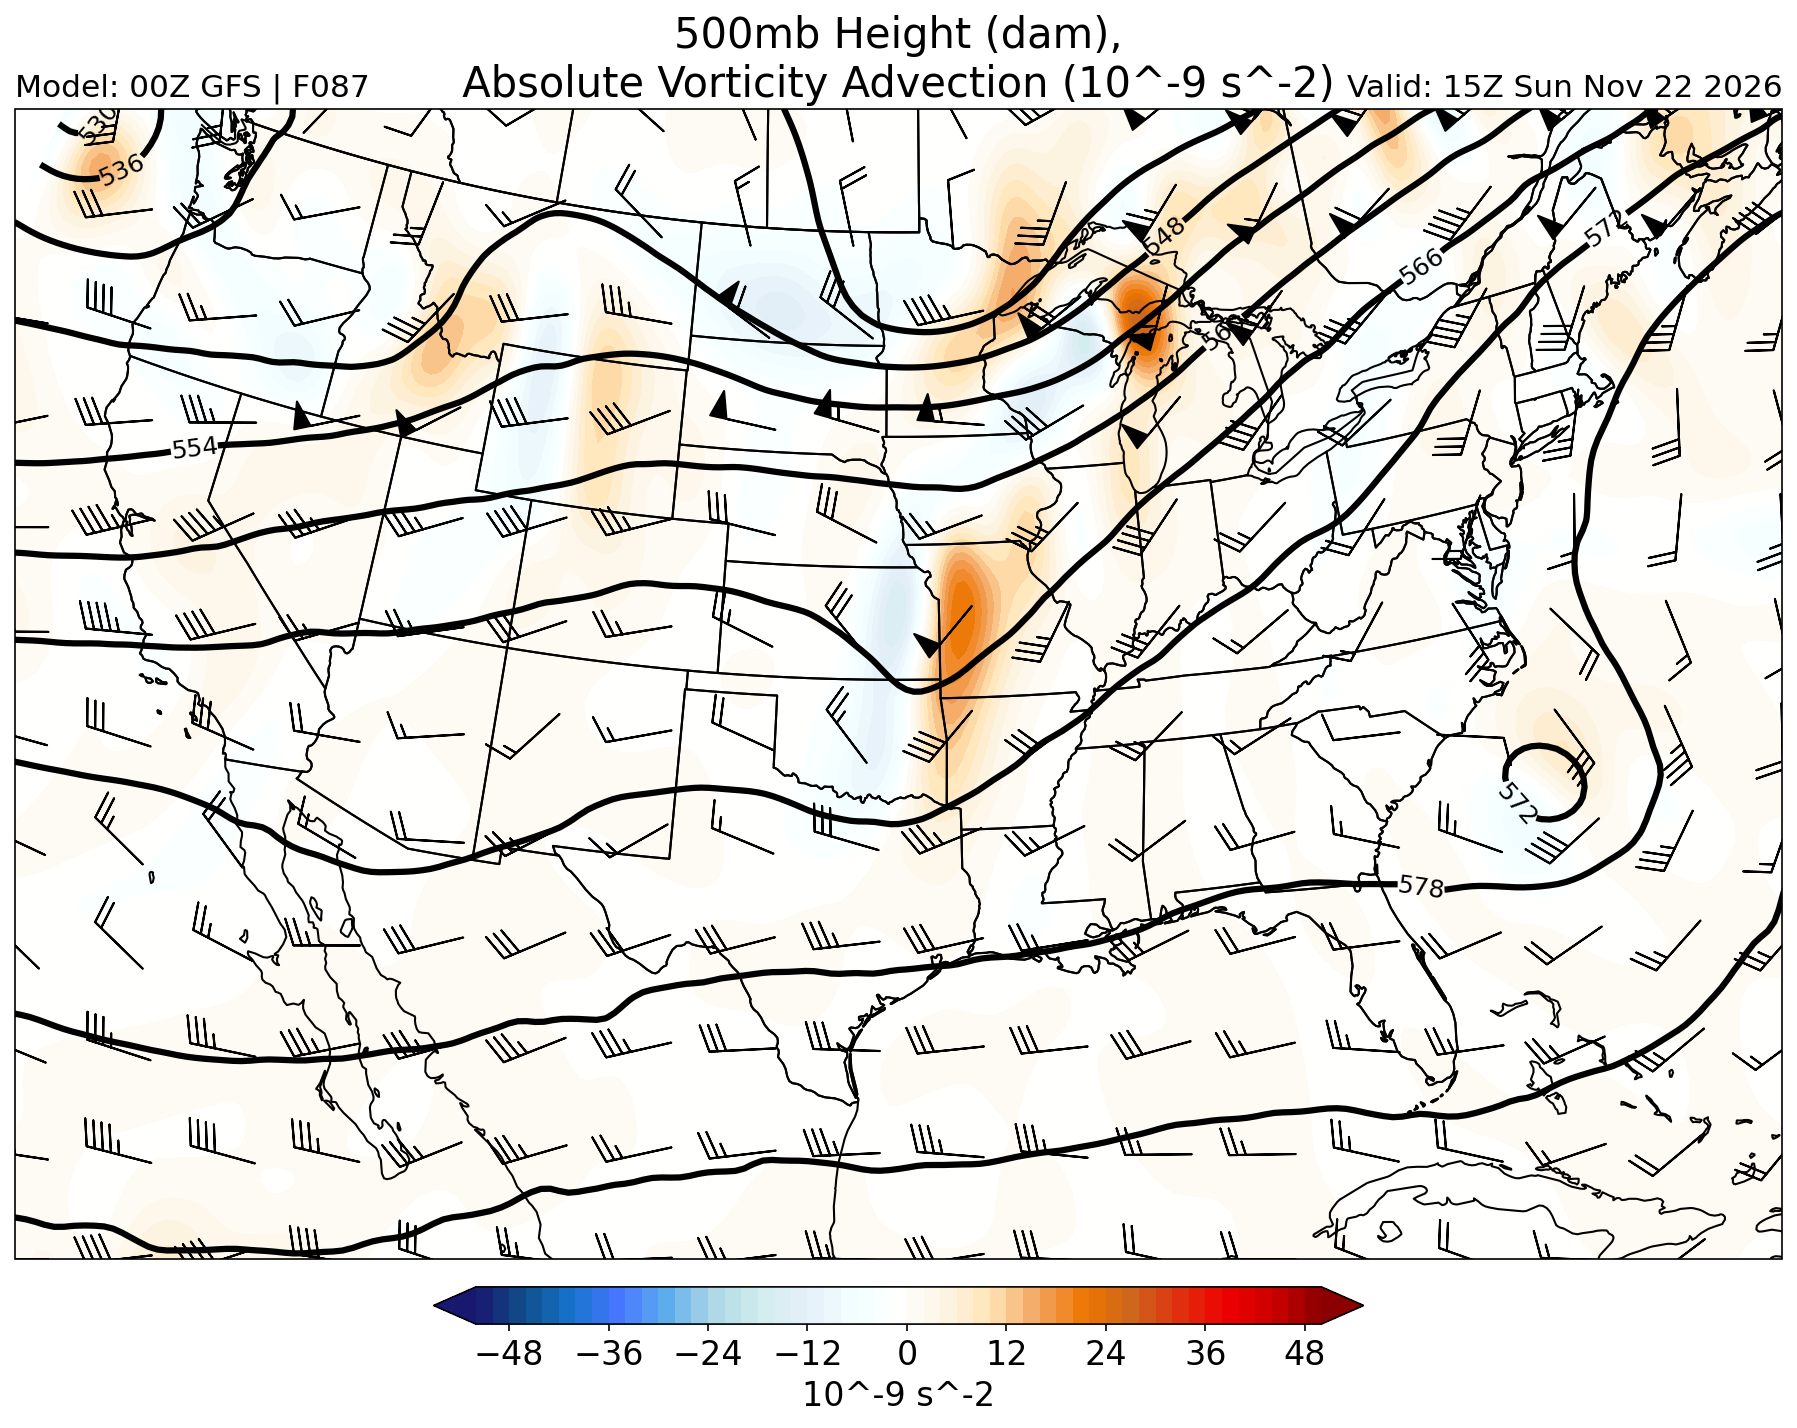 500mb Height (dam),
Model: 00Z GFS | F087
Absolute Vorticity Advection (10^-9 s^-2)
Valid: 15Z Sun Nov 22 2026
530
536
548
572
566
554
572
578
−48 −36 −24 −12 0 12 24 36 48
10^-9 s^-2